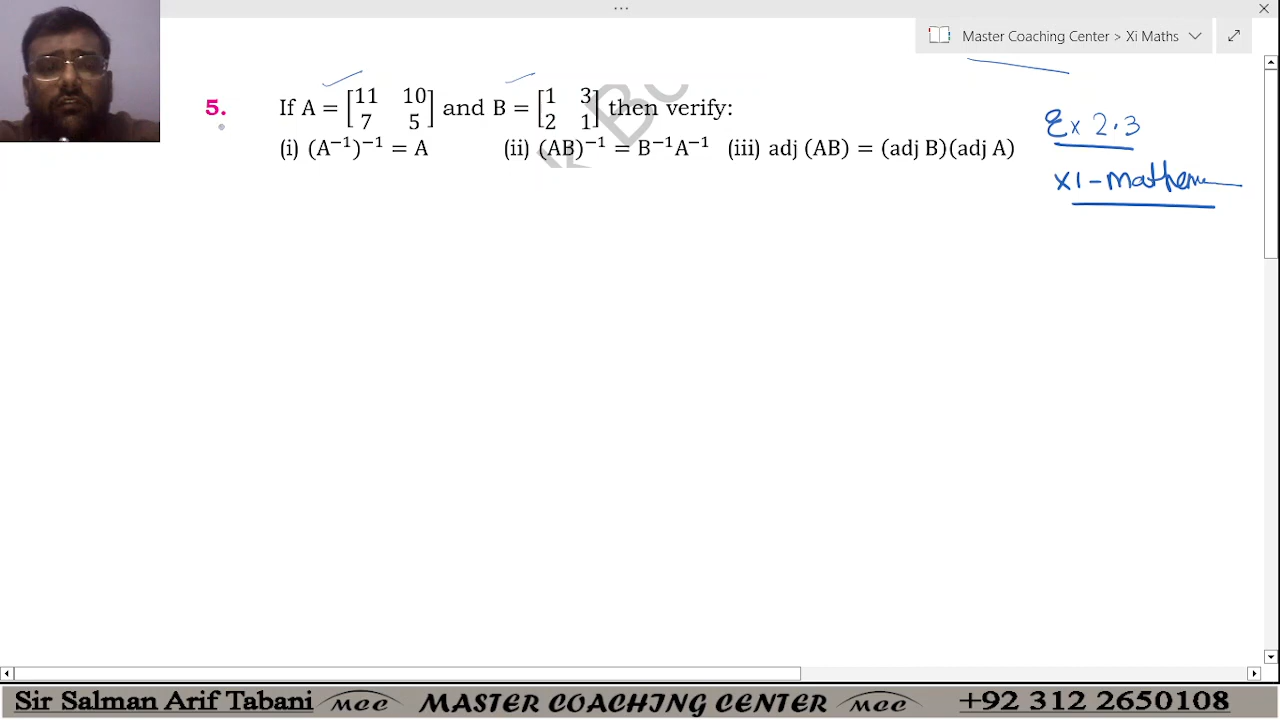 ...
Master Coaching Center > Xi Maths
5. If A = [11 10
7 5] and B = [1 3
2 1] then verify:
(i) (A⁻¹)⁻¹ = A (ii) (AB)⁻¹ = B⁻¹A⁻¹ (iii) adj (AB) = (adj B)(adj A)
Ex 2.3
XI-Mathem
Sir Salman Arif Tabani MCC MASTER COACHING CENTER MCC +92 312 2650108